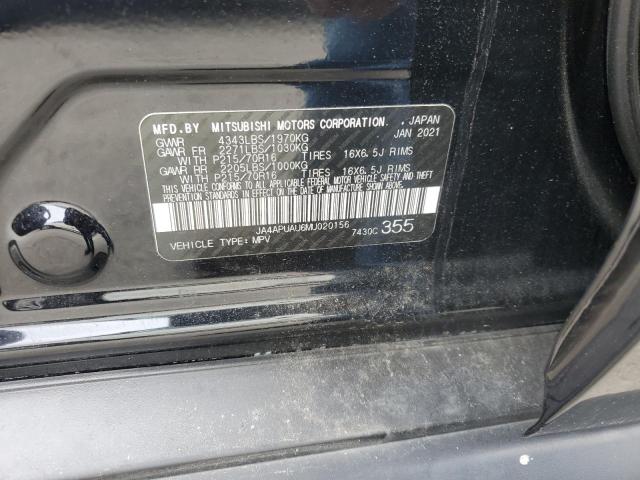 MFD.BY MITSUBISHI MOTORS CORPORATION. JAPAN
GVWR 4343LBS/1970KG JAN 2021
GAWR FR 2271LBS/1030KG
WITH P215/70R16 TIRES 16X6.5J RIMS
GAWR RR 2205LBS/1000KG
WITH P215/70R16 TIRES 16X6.5J RIMS
THIS VEHICLE CONFORMS TO ALL APPLICABLE
FEDERAL MOTOR VEHICLE SAFETY AND THEFT
PREVENTION STANDARDS IN EFFECT ON THE DATE
OF MANUFACTURE SHOWN ABOVE.
JA4APUAU6MU020156 7430C 355
VEHICLE TYPE: MPV